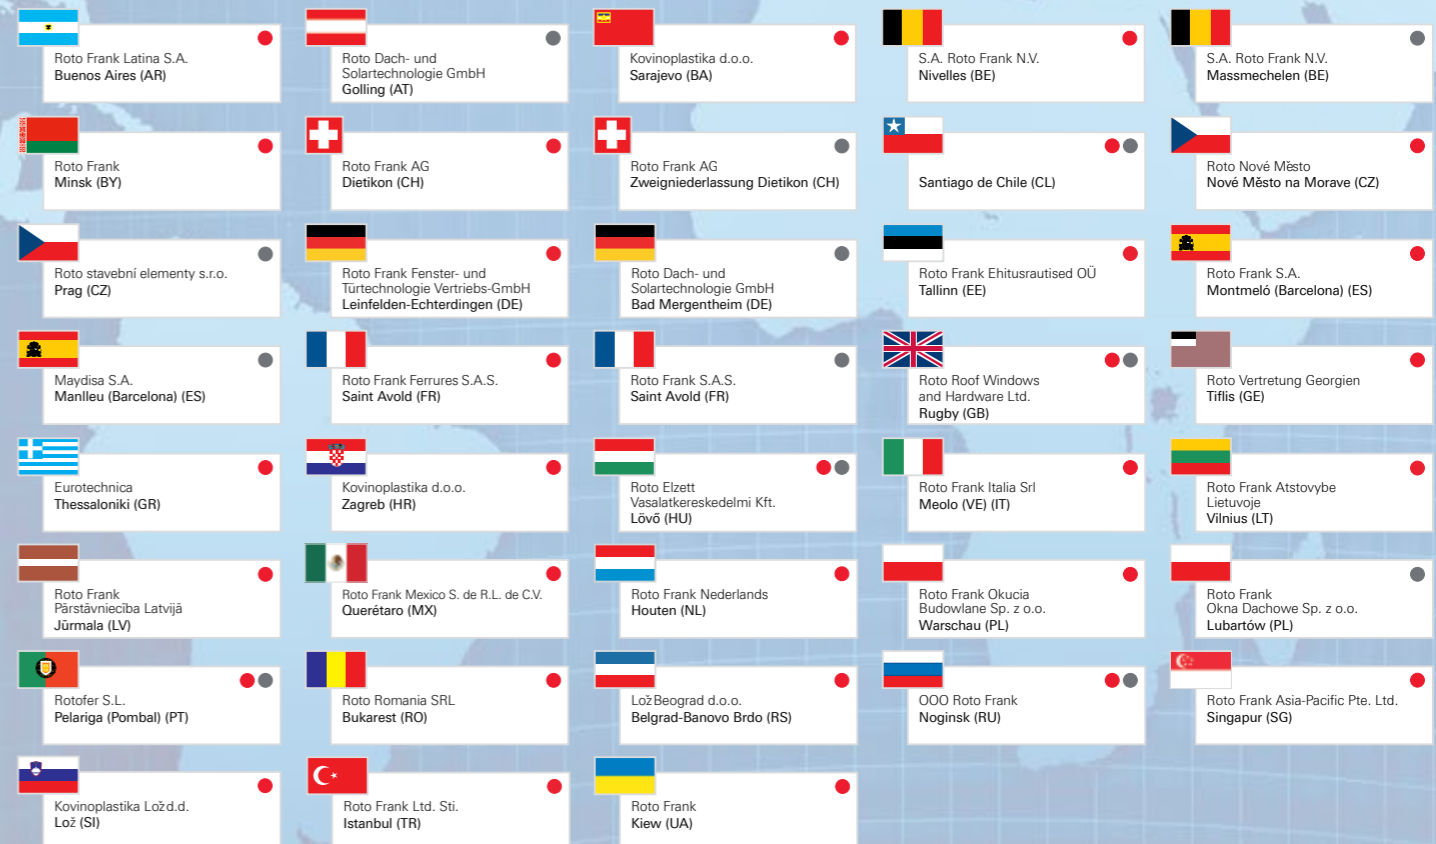 Roto Frank Latina S.A.
Buenos Aires (AR)
Roto Dach- und
Solartechnologie GmbH
Golling (AT)
Kovinoplastika d.o.o.
Sarajevo (BA)
S.A. Roto Frank N.V.
Nivelles (BE)
S.A. Roto Frank N.V.
Massmechelen (BE)
Roto Frank
Minsk (BY)
Roto Frank AG
Dietikon (CH)
Roto Frank AG
Zweigniederlassung Dietikon (CH)
Santiago de Chile (CL)
Roto Nové Město
Nové Město na Morave (CZ)
Roto stavební elementy s.r.o.
Prag (CZ)
Roto Frank Fenster- und
Türtechnologie Vertriebs-GmbH
Leinfelden-Echterdingen (DE)
Roto Dach- und
Solartechnologie GmbH
Bad Mergentheim (DE)
Roto Frank Ehitusrautised OÜ
Tallinn (EE)
Roto Frank S.A.
Montmeló (Barcelona) (ES)
Maydisa S.A.
Manlleu (Barcelona) (ES)
Roto Frank Ferrures S.A.S.
Saint Avold (FR)
Roto Frank S.A.S.
Saint Avold (FR)
Roto Roof Windows
and Hardware Ltd.
Rugby (GB)
Roto Vertretung Georgien
Tiflis (GE)
Eurotechnica
Thessaloniki (GR)
Kovinoplastika d.o.o.
Zagreb (HR)
Roto Elzett
Vasalatkereskedelmi Kft.
Lövő (HU)
Roto Frank Italia Srl
Meolo (VE) (IT)
Roto Frank Atstovybe
Lietuvoje
Vilnius (LT)
Roto Frank
Pārstāvniecība Latvijā
Jūrmala (LV)
Roto Frank Mexico S. de R.L. de C.V.
Querétaro (MX)
Roto Frank Nederlands
Houten (NL)
Roto Frank Okucia
Budowlane Sp. z o.o.
Warschau (PL)
Roto Frank
Okna Dachowe Sp. z o.o.
Lubartów (PL)
Rotofer S.L.
Pelariga (Pombal) (PT)
Roto Romania SRL
Bukarest (RO)
Lož Beograd d.o.o.
Belgrad-Banovo Brdo (RS)
OOO Roto Frank
Noginsk (RU)
Roto Frank Asia-Pacific Pte. Ltd.
Singapur (SG)
Kovinoplastika Lož d.d.
Lož (SI)
Roto Frank Ltd. Sti.
Istanbul (TR)
Roto Frank
Kiew (UA)